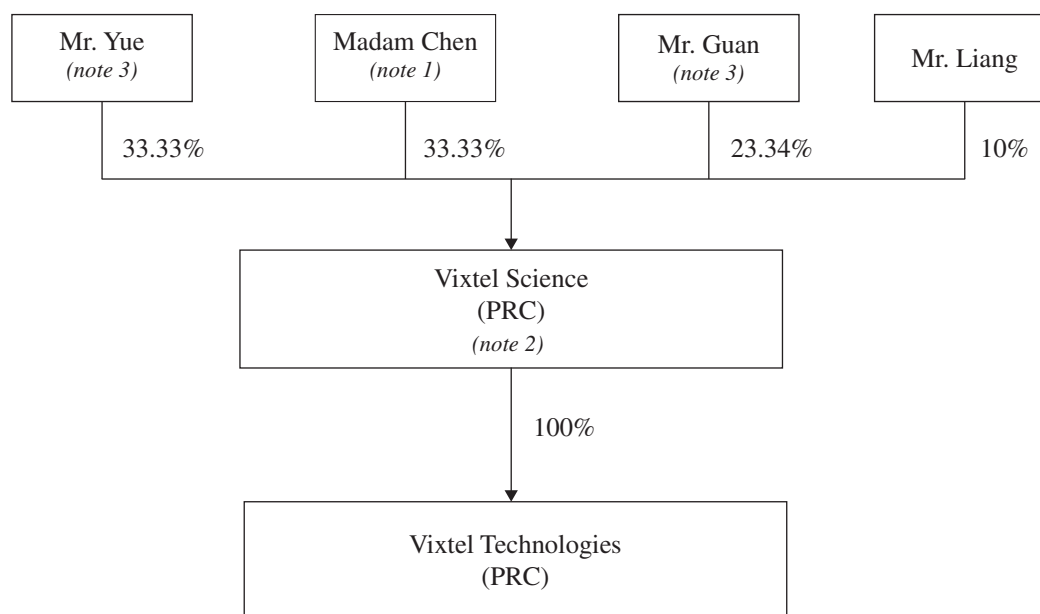 Mr. Yue
(note 3)
Madam Chen
(note 1)
Mr. Guan
(note 3)
Mr. Liang
33.33%
33.33%
23.34%
10%
Vixtel Science
(PRC)
(note 2)
100%
Vixtel Technologies
(PRC)